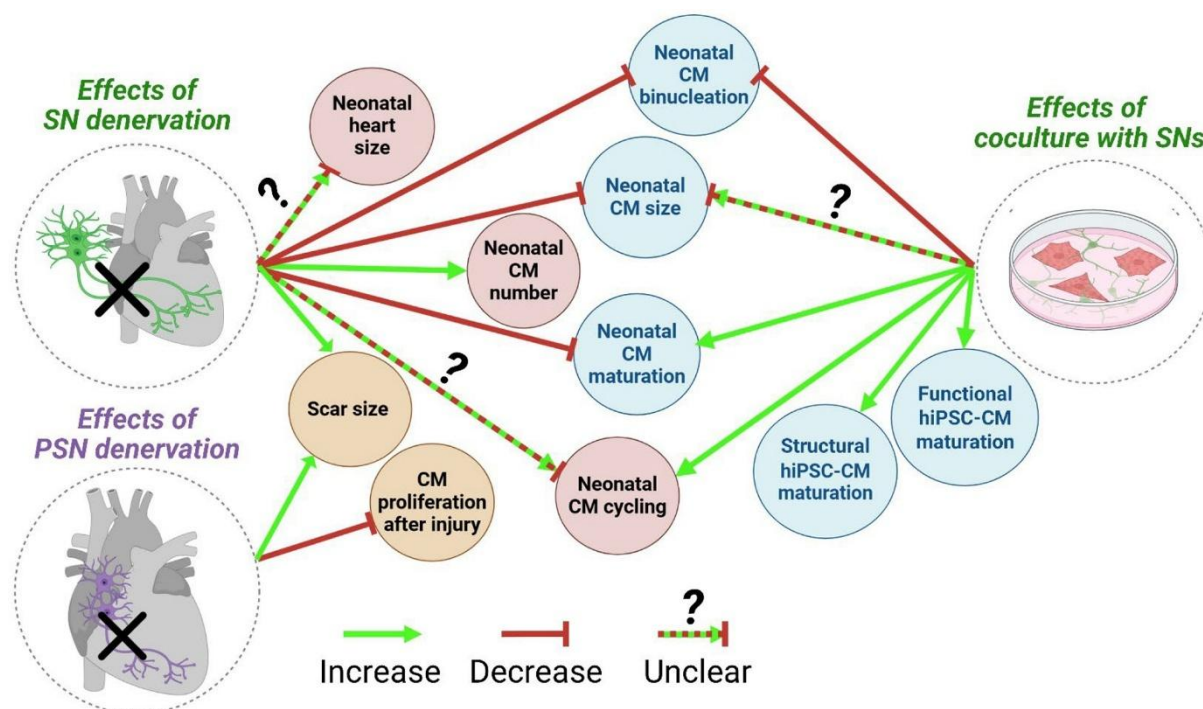 Effects of
SN denervation
Neonatal
heart
size
Neonatal
CM
binucleation
Effects of
coculture with SNs
?
Neonatal
CM size
?
Neonatal
CM
number
Neonatal
CM
maturation
?
Effects of
PSN denervation
Scar size
Functional
hiPSC-CM
maturation
Structural
hiPSC-CM
maturation
CM
proliferation
after injury
Neonatal
CM cycling
?
Increase
Decrease
Unclear